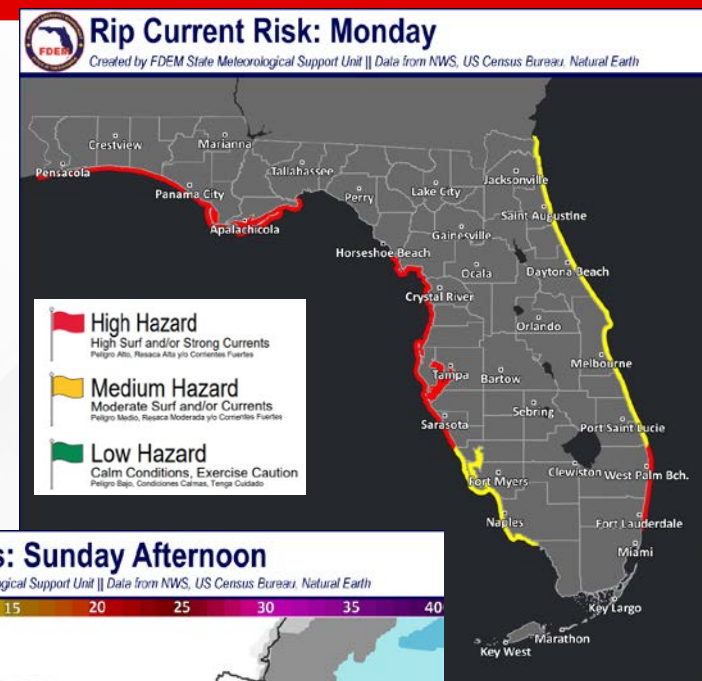 FDEM
Rip Current Risk: Monday
Created by FDEM State Meteorological Support Unit || Data from NWS, US Census Bureau, Natural Earth
Crestview
Marianna
Pensacola
Tallahassee
Panama City
Perry
Lake City
Jacksonville
Apalachicola
Saint Augustine
Gainesville
Horseshoe Beach
Ocala
Daytona Beach
Crystal River
Orlando
Melbourne
Tampa
Bartow
Sebring
Sarasota
Port Saint Lucie
Clewiston
West Palm Bch.
Fort Myers
Naples
Fort Lauderdale
Miami
Key Largo
Marathon
Key West
High Hazard
High Surf and/or Strong Currents
Peligro Alto, Resaca Alta y/o Corrientes Fuertes
Medium Hazard
Moderate Surf and/or Currents
Peligro Medio, Resaca Moderada y/o Corrientes Fuertes
Low Hazard
Calm Conditions, Exercise Caution
Peligro Bajo, Condiciones Calmas, Tenga Cuidado
s: Sunday Afternoon
ogical Support Unit || Data from NWS, US Census Bureau, Natural Earth
15 20 25 30 35 40